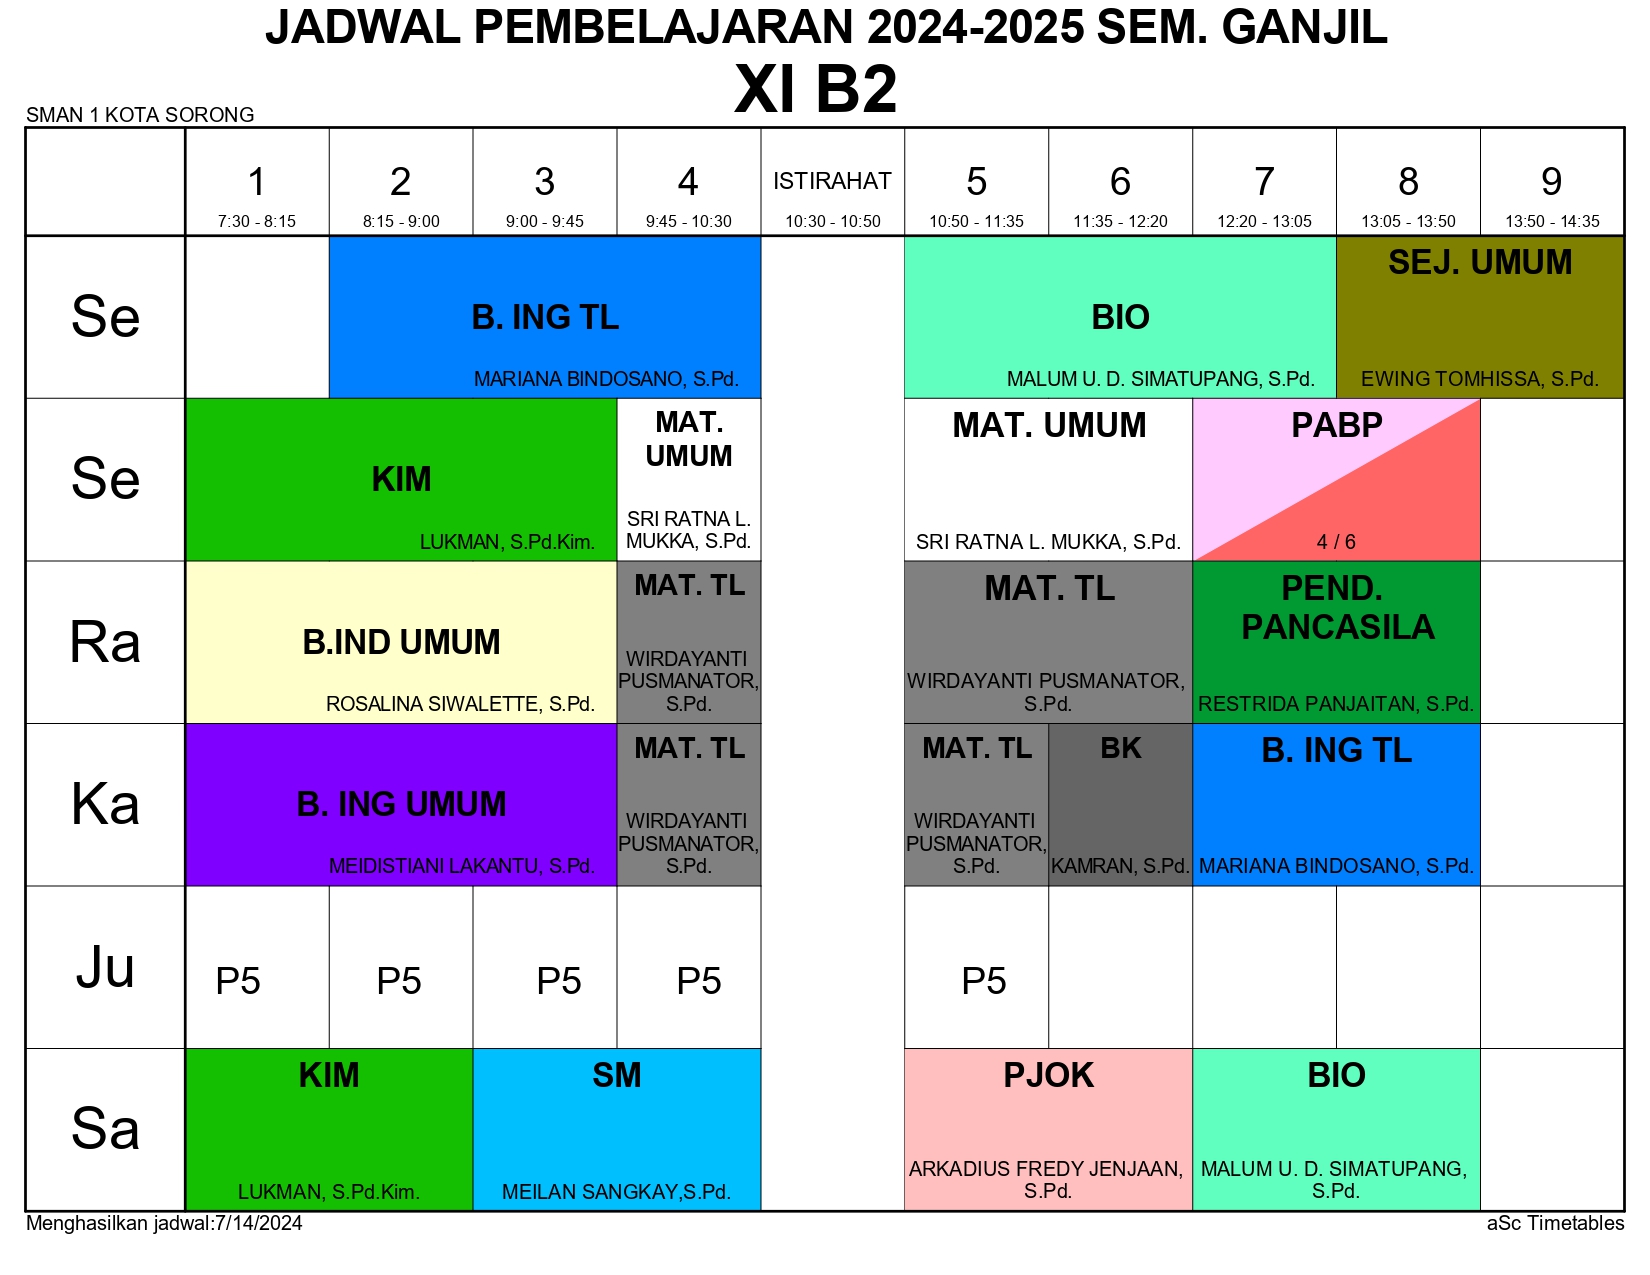 JADWAL PEMBELAJARAN 2024-2025 SEM. GANJIL
XI B2
SMAN 1 KOTA SORONG
1 2 3 4 ISTIRAHAT 5 6 7 8 9
7:30 - 8:15 8:15 - 9:00 9:00 - 9:45 9:45 - 10:30 10:30 - 10:50 10:50 - 11:35 11:35 - 12:20 12:20 - 13:05 13:05 - 13:50 13:50 - 14:35
Se
B. ING TL
MARIANA BINDOSANO, S.Pd.
BIO
MALUM U. D. SIMATUPANG, S.Pd.
SEJ. UMUM
EWING TOMHISSA, S.Pd.
Se
KIM
LUKMAN, S.Pd.Kim.
MAT.
UMUM
SRI RATNA L.
MUKKA, S.Pd.
MAT. UMUM
SRI RATNA L. MUKKA, S.Pd.
PABP
4 / 6
Ra
B.IND UMUM
ROSALINA SIWALETTE, S.Pd.
MAT. TL
WIRDAYANTI
PUSMANATOR,
S.Pd.
MAT. TL
WIRDAYANTI PUSMANATOR,
S.Pd.
PEND.
PANCASILA
RESTRIDA PANJAITAN, S.Pd.
Ka
B. ING UMUM
MEIDISTIANI LAKANTU, S.Pd.
MAT. TL
WIRDAYANTI
PUSMANATOR,
S.Pd.
MAT. TL
WIRDAYANTI
PUSMANATOR,
S.Pd.
BK
KAMRAN, S.Pd.
B. ING TL
MARIANA BINDOSANO, S.Pd.
Ju
P5 P5 P5 P5 P5
Sa
KIM
LUKMAN, S.Pd.Kim.
SM
MEILAN SANGKAY,S.Pd.
PJOK
ARKADIUS FREDY JENJAAN,
S.Pd.
BIO
MALUM U. D. SIMATUPANG,
S.Pd.
Menghasilkan jadwal:7/14/2024
aSc Timetables